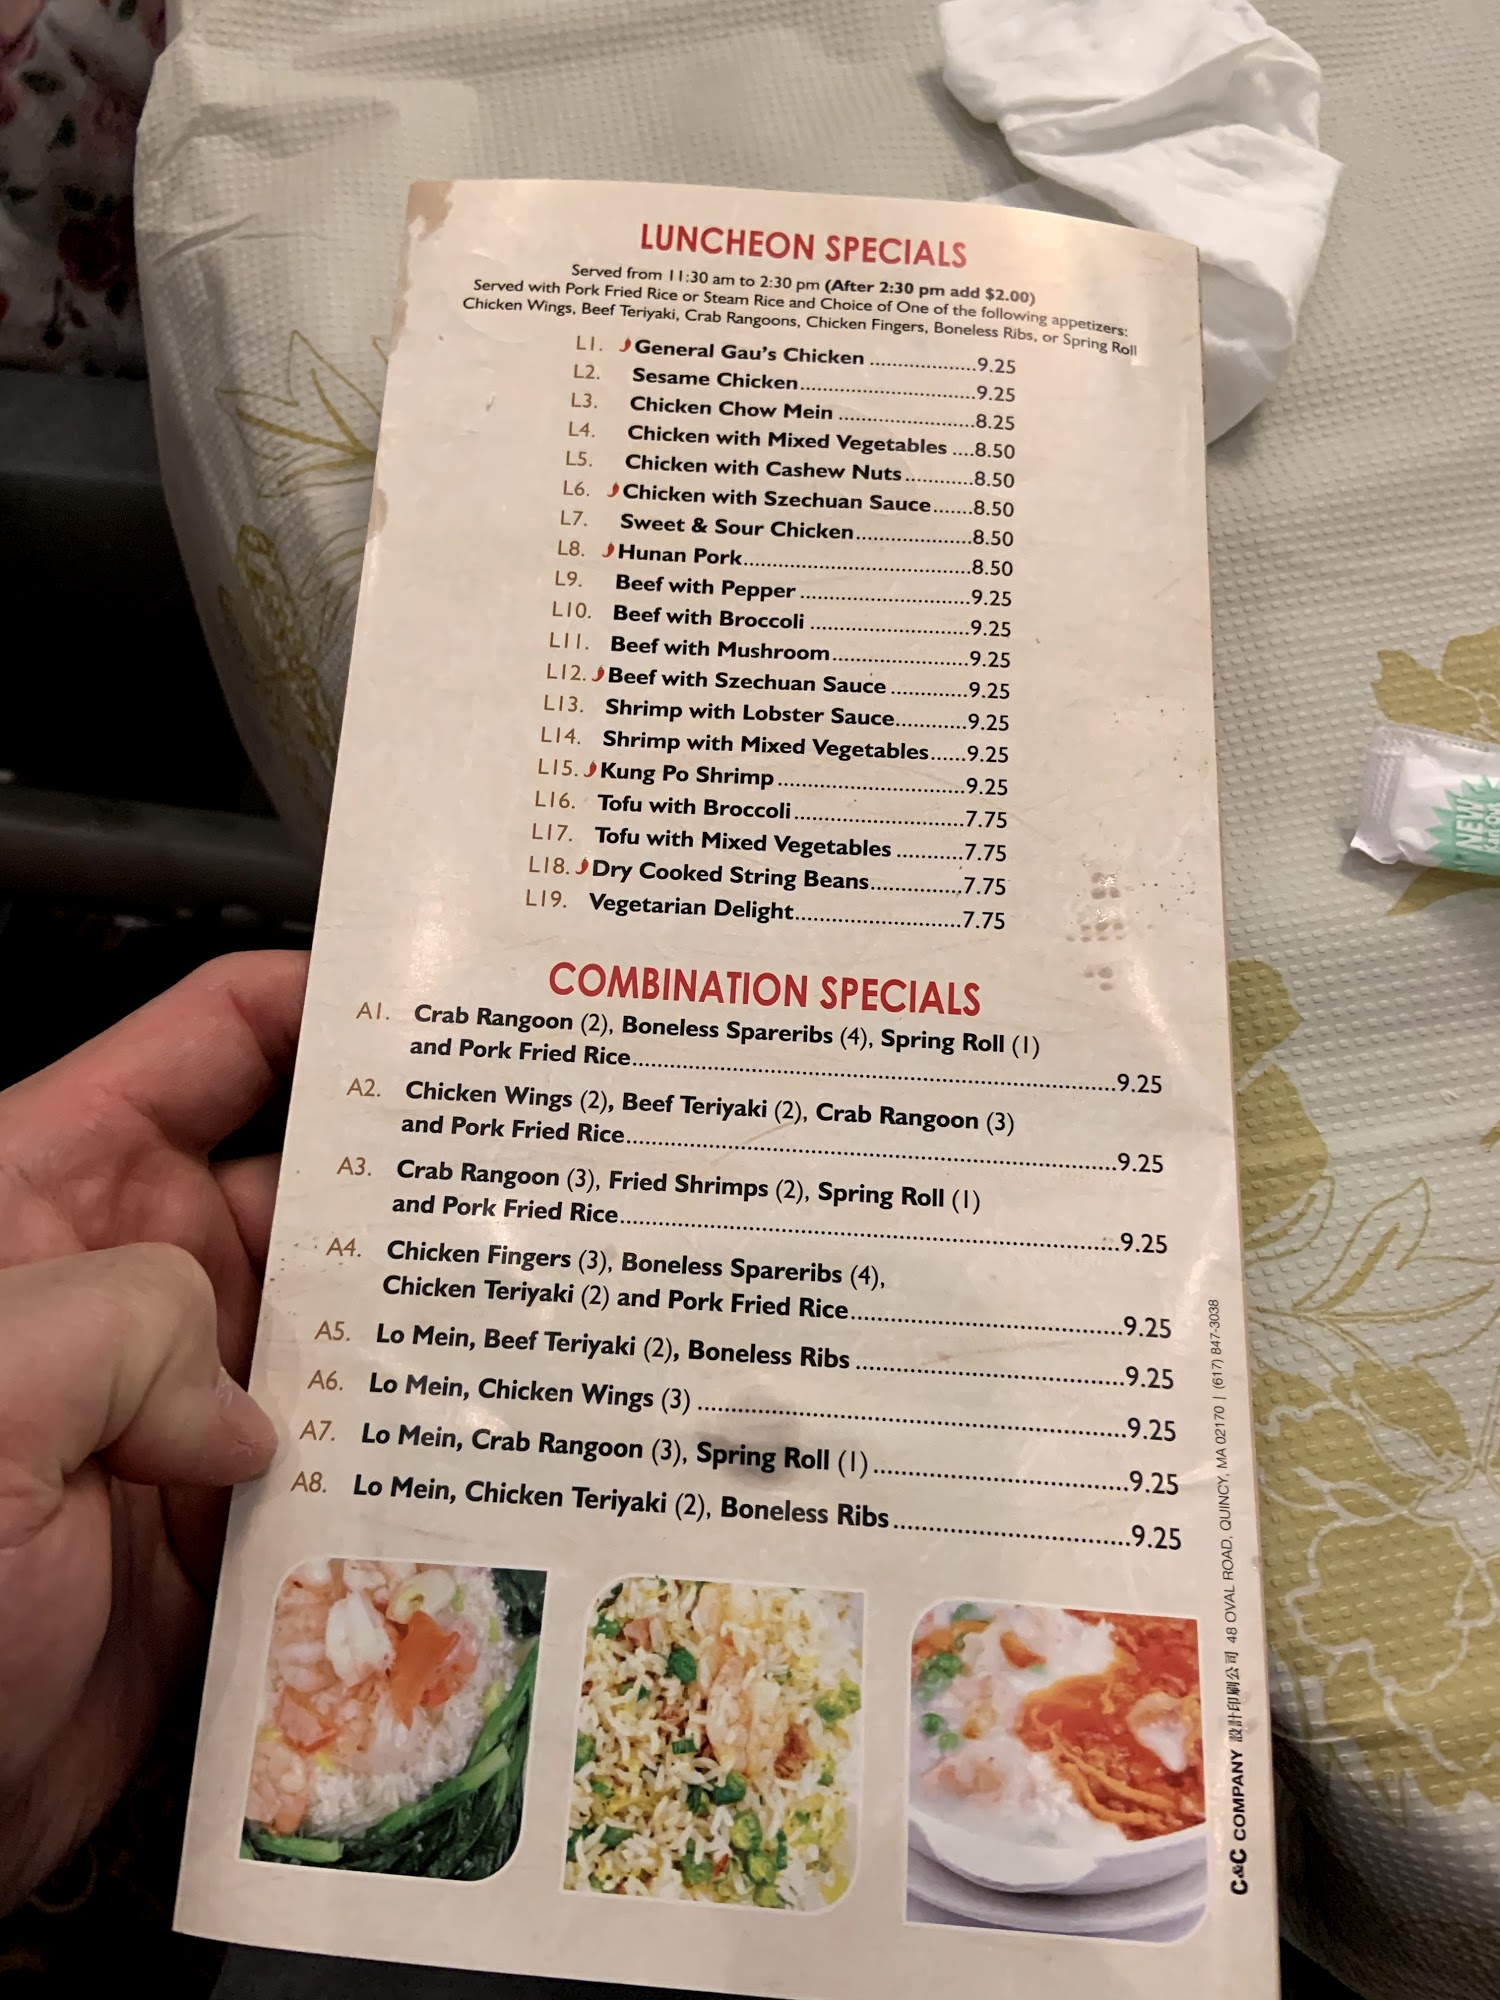 LUNCHEON SPECIALS
Served from 11:30 am to 2:30 pm (After 2:30 pm add $2.00)
Served with Pork Fried Rice or Steam Rice and Choice of One of the following appetizers:
Chicken Wings, Beef Teriyaki, Crab Rangoons, Chicken Fingers, Boneless Ribs, or Spring Roll
L1. General Gau's Chicken ....................9.25
L2. Sesame Chicken.................................9.25
L3. Chicken Chow Mein ..........................8.25
L4. Chicken with Mixed Vegetables ....8.50
L5. Chicken with Cashew Nuts.............8.50
L6. Chicken with Szechuan Sauce.......8.50
L7. Sweet & Sour Chicken......................8.50
L8. Hunan Pork.........................................8.50
L9. Beef with Pepper ...............................9.25
L10. Beef with Broccoli .............................9.25
L11. Beef with Mushroom.........................9.25
L12. Beef with Szechuan Sauce ..............9.25
L13. Shrimp with Lobster Sauce.............9.25
L14. Shrimp with Mixed Vegetables......9.25
L15. Kung Po Shrimp .................................9.25
L16. Tofu with Broccoli..............................7.75
L17. Tofu with Mixed Vegetables ............7.75
L18. Dry Cooked String Beans................7.75
L19. Vegetarian Delight.............................7.75
COMBINATION SPECIALS
A1. Crab Rangoon (2), Boneless Spareribs (4), Spring Roll (1)
and Pork Fried Rice......................................................................9.25
A2. Chicken Wings (2), Beef Teriyaki (2), Crab Rangoon (3)
and Pork Fried Rice......................................................................9.25
A3. Crab Rangoon (3), Fried Shrimps (2), Spring Roll (1)
and Pork Fried Rice......................................................................9.25
A4. Chicken Fingers (3), Boneless Spareribs (4),
Chicken Teriyaki (2) and Pork Fried Rice......................................9.25
A5. Lo Mein, Beef Teriyaki (2), Boneless Ribs .....................................9.25
A6. Lo Mein, Chicken Wings (3) ...........................................................9.25
A7. Lo Mein, Crab Rangoon (3), Spring Roll (1)...................................9.25
A8. Lo Mein, Chicken Teriyaki (2), Boneless Ribs................................9.25
C&C COMPANY 設計印刷公司 48 OVAL ROAD, QUINCY, MA 02170 | (617) 847-3038
NEW